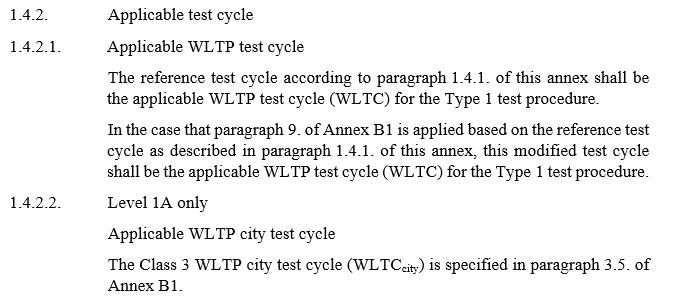 1.4.2. Applicable test cycle
1.4.2.1. Applicable WLTP test cycle
The reference test cycle according to paragraph 1.4.1. of this annex shall be
the applicable WLTP test cycle (WLTC) for the Type 1 test procedure.
In the case that paragraph 9. of Annex B1 is applied based on the reference test
cycle as described in paragraph 1.4.1. of this annex, this modified test cycle
shall be the applicable WLTP test cycle (WLTC) for the Type 1 test procedure.
1.4.2.2. Level 1A only
Applicable WLTP city test cycle
The Class 3 WLTP city test cycle (WLTCcity) is specified in paragraph 3.5. of
Annex B1.